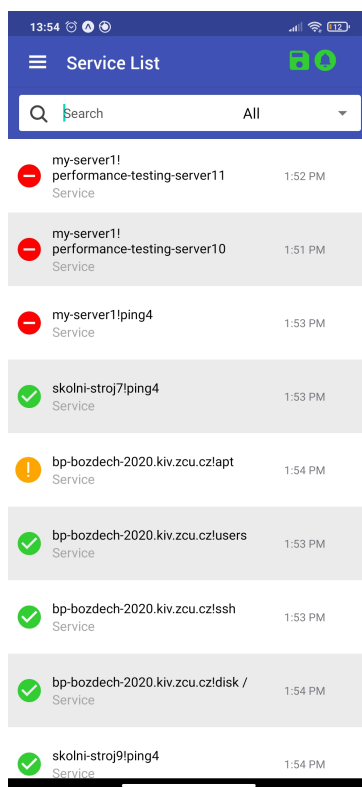 13:54
12
Service List
Search
All
my-server1!
performance-testing-server11
Service
1:52 PM
my-server1!
performance-testing-server10
Service
1:51 PM
my-server1!ping4
Service
1:53 PM
skolni-stroj7!ping4
Service
1:53 PM
bp-bozdech-2020.kiv.zcu.cz!apt
Service
1:54 PM
bp-bozdech-2020.kiv.zcu.cz!users
Service
1:53 PM
bp-bozdech-2020.kiv.zcu.cz!ssh
Service
1:53 PM
bp-bozdech-2020.kiv.zcu.cz!disk /
Service
1:54 PM
skolni-stroj9!ping4
Service
1:54 PM